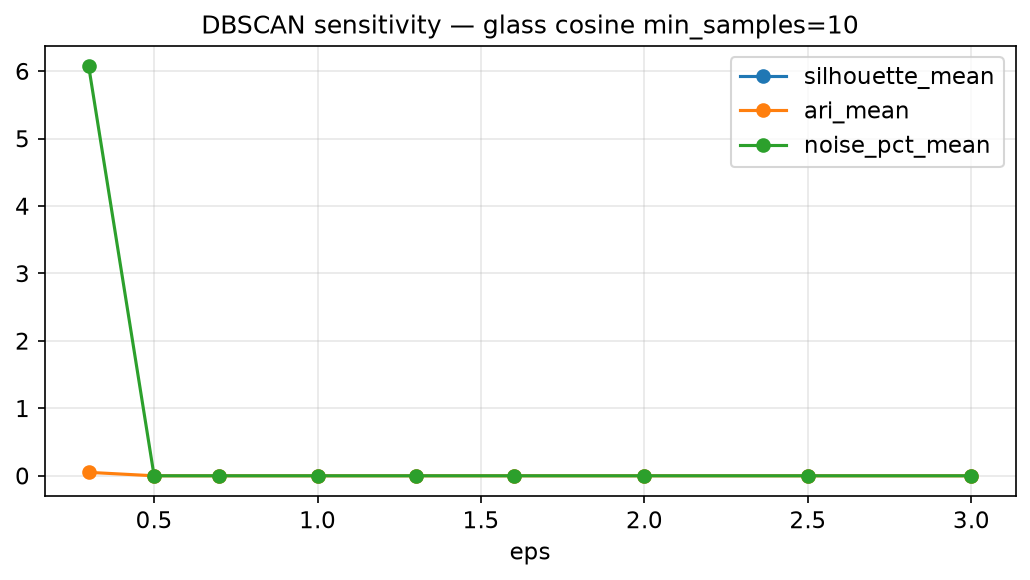 DBSCAN sensitivity — glass cosine min_samples=10
silhouette_mean
ari_mean
noise_pct_mean
6
5
4
3
2
1
0
0.5 1.0 1.5 2.0 2.5 3.0
eps